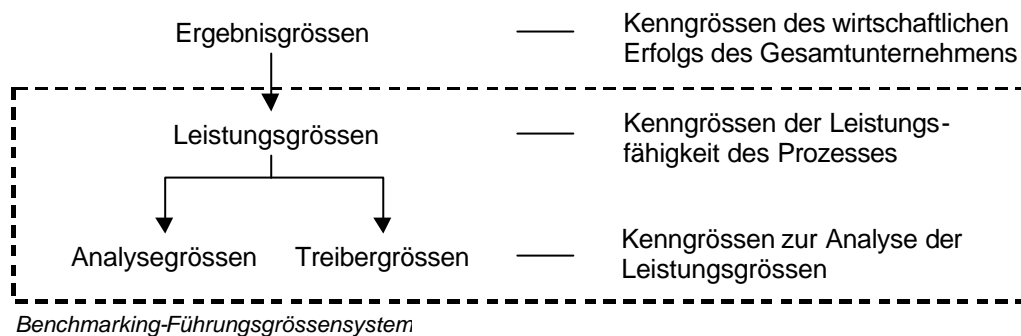 Ergebnisgrössen
Kenngrössen des wirtschaftlichen
Erfolgs des Gesamtunternehmens
Leistungsgrössen
Kenngrössen der Leistungs-
fähigkeit des Prozesses
Analysegrössen
Treibergrössen
Kenngrössen zur Analyse der
Leistungsgrössen
Benchmarking-Führungsgrössensystem